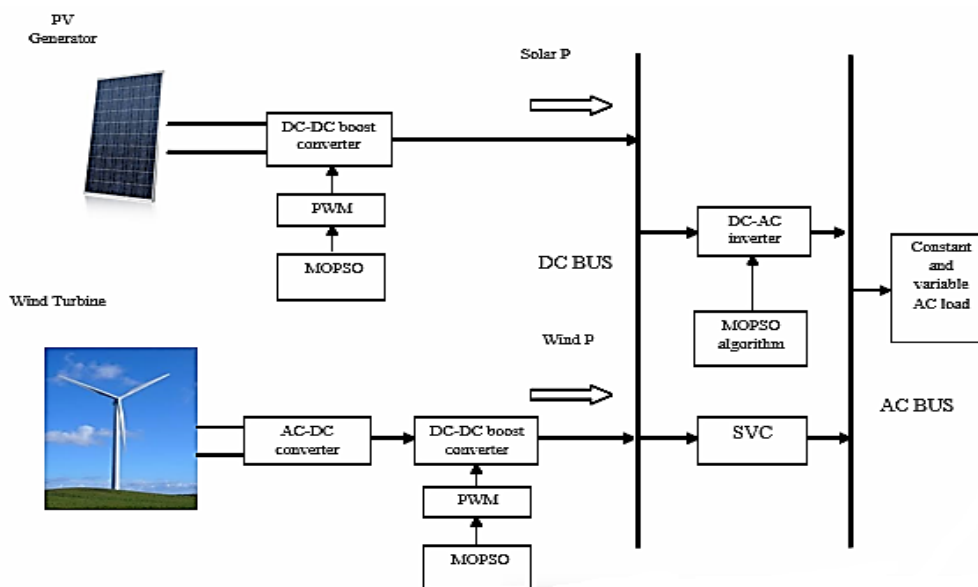 PV
Generator
Solar P
DC-DC boost
converter
PWM
MOPSO
DC-AC
inverter
DC BUS
Constant
and
variable
AC load
Wind Turbine
MOPSO
algorithm
Wind P
AC BUS
AC-DC
converter
DC-DC boost
converter
SVC
PWM
MOPSO